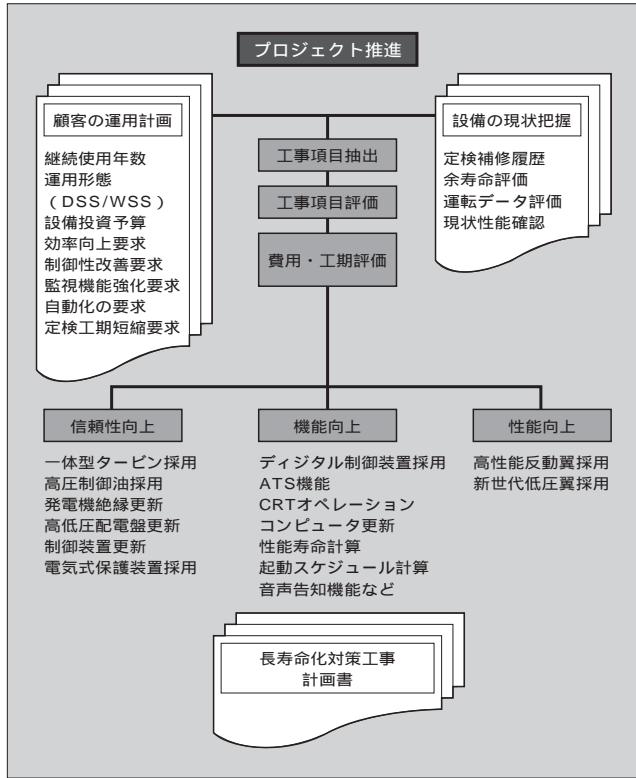 プロジェクト推進
顧客の運用計画
継続使用年数
運用形態
（DSS/WSS）
設備投資予算
効率向上要求
制御性改善要求
監視機能強化要求
自動化の要求
定検工期短縮要求
工事項目抽出
工事項目評価
費用・工期評価
設備の現状把握
定検補修履歴
余寿命評価
運転データ評価
現状性能確認
信頼性向上
一体型タービン採用
高圧制御油採用
発電機絶縁更新
高低圧配電盤更新
制御装置更新
電気式保護装置採用
機能向上
ディジタル制御装置採用
ATS機能
CRTオペレーション
コンピュータ更新
性能寿命計算
起動スケジュール計算
音声告知機能など
性能向上
高性能反動翼採用
新世代低圧翼採用
長寿命化対策工事
計画書